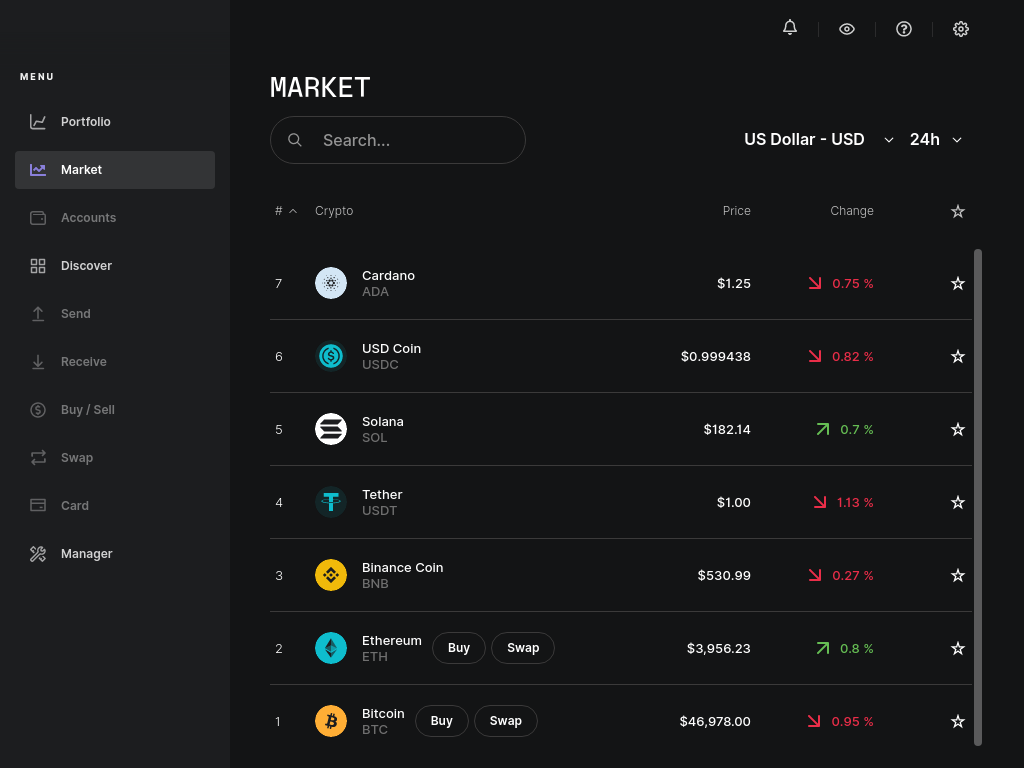 MENU
Portfolio
Market
Accounts
Discover
Send
Receive
Buy / Sell
Swap
Card
Manager
MARKET
Search...
US Dollar - USD
24h
# Crypto Price Change
7 Cardano $1.25 0.75 %
ADA
6 USD Coin $0.999438 0.82 %
USDC
5 Solana $182.14 0.7 %
SOL
4 Tether $1.00 1.13 %
USDT
3 Binance Coin $530.99 0.27 %
BNB
2 Ethereum Buy Swap $3,956.23 0.8 %
ETH
1 Bitcoin Buy Swap $46,978.00 0.95 %
BTC